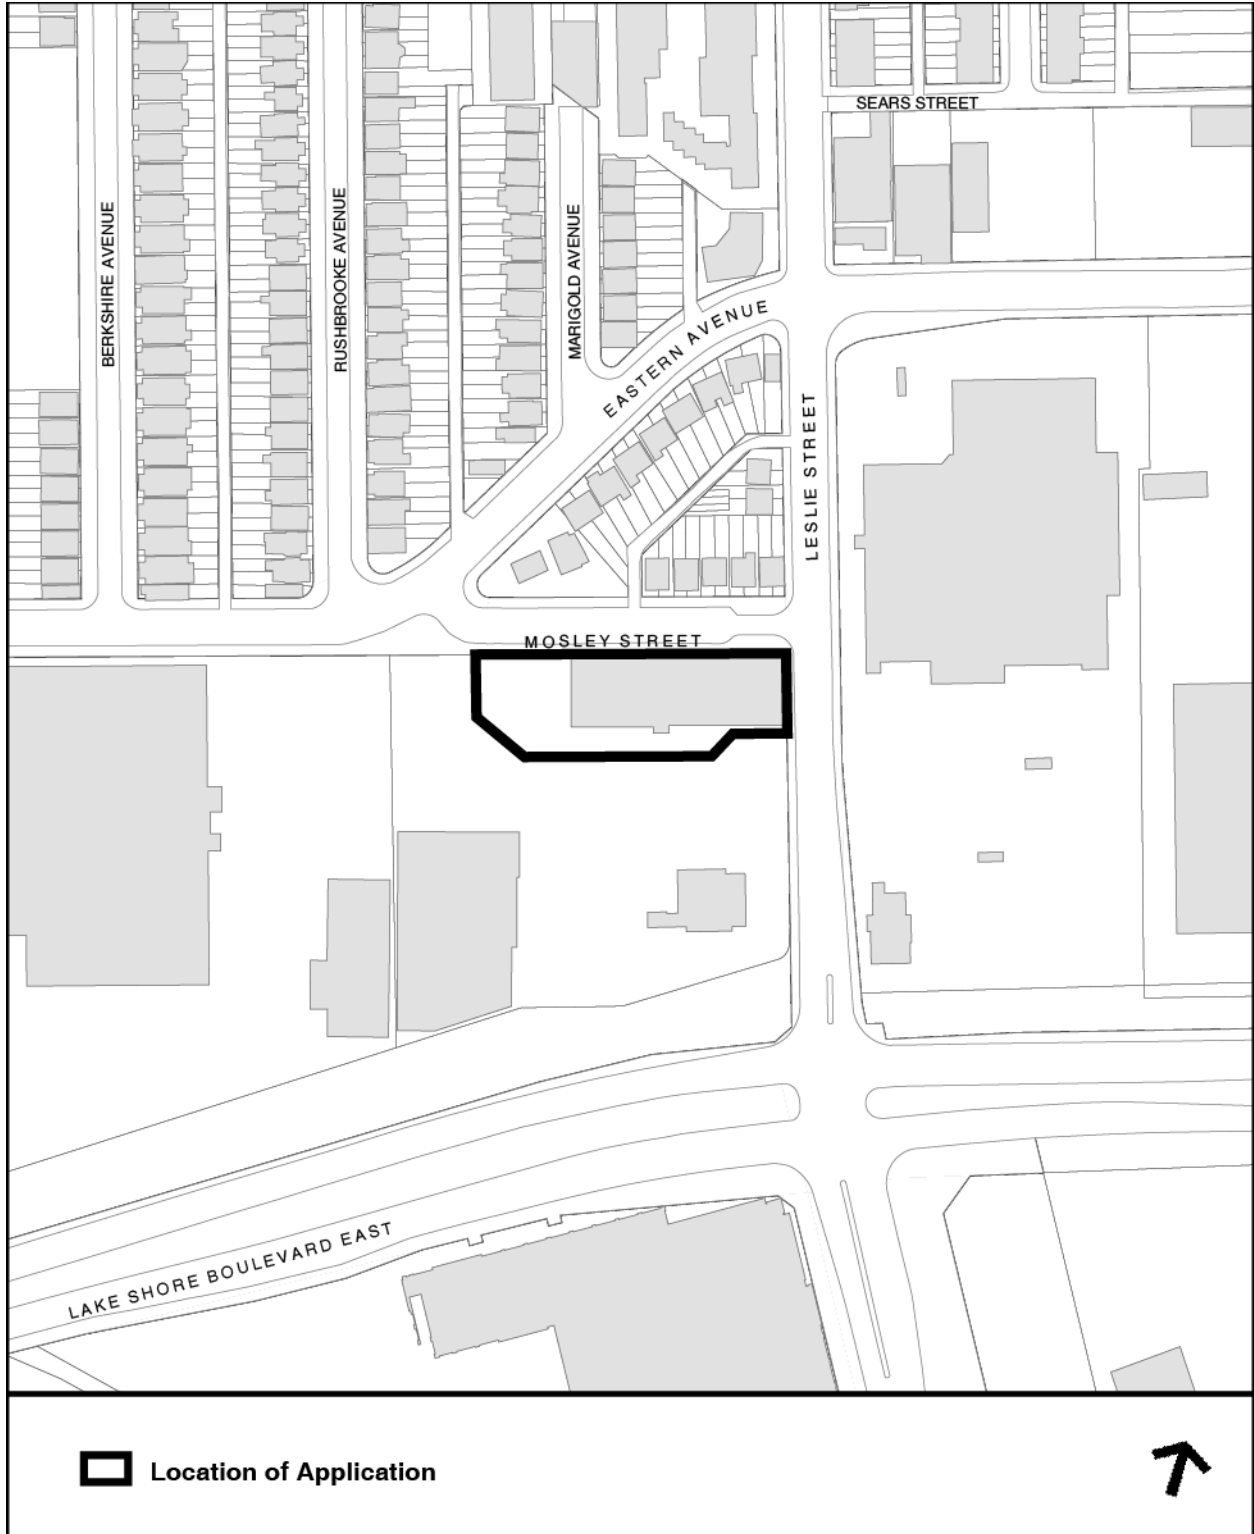 SEARS STREET
BERKSHIRE AVENUE
RUSHBROOKE AVENUE
MARIGOLD AVENUE
EASTERN AVENUE
LESLIE STREET
MOSLEY STREET
LAKE SHORE BOULEVARD EAST
Location of Application